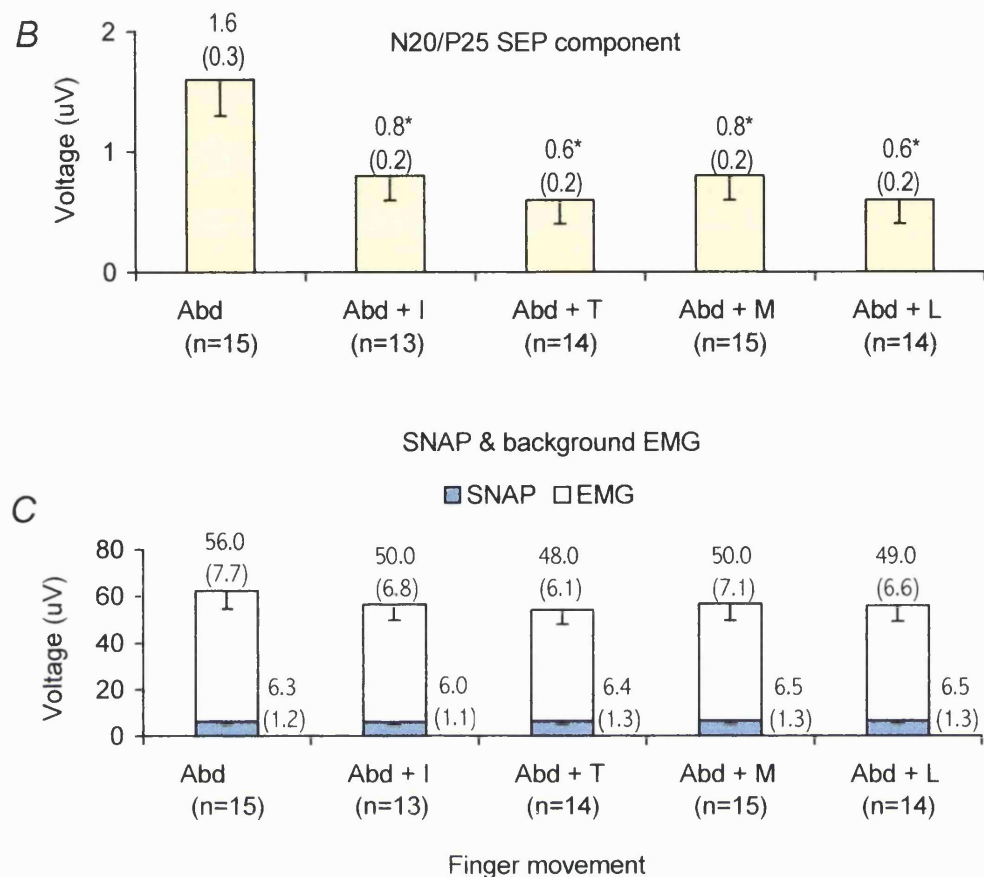 B
N20/P25 SEP component
Voltage (uV)
2
1
0
1.6
(0.3)
0.8*
(0.2)
0.6*
(0.2)
0.8*
(0.2)
0.6*
(0.2)
Abd
(n=15)
Abd + I
(n=13)
Abd + T
(n=14)
Abd + M
(n=15)
Abd + L
(n=14)
SNAP & background EMG
SNAP EMG
C
Voltage (uV)
80
60
40
20
0
56.0
(7.7)
50.0
(6.8)
48.0
(6.1)
50.0
(7.1)
49.0
(6.6)
6.3
(1.2)
6.0
(1.1)
6.4
(1.3)
6.5
(1.3)
6.5
(1.3)
Abd
(n=15)
Abd + I
(n=13)
Abd + T
(n=14)
Abd + M
(n=15)
Abd + L
(n=14)
Finger movement